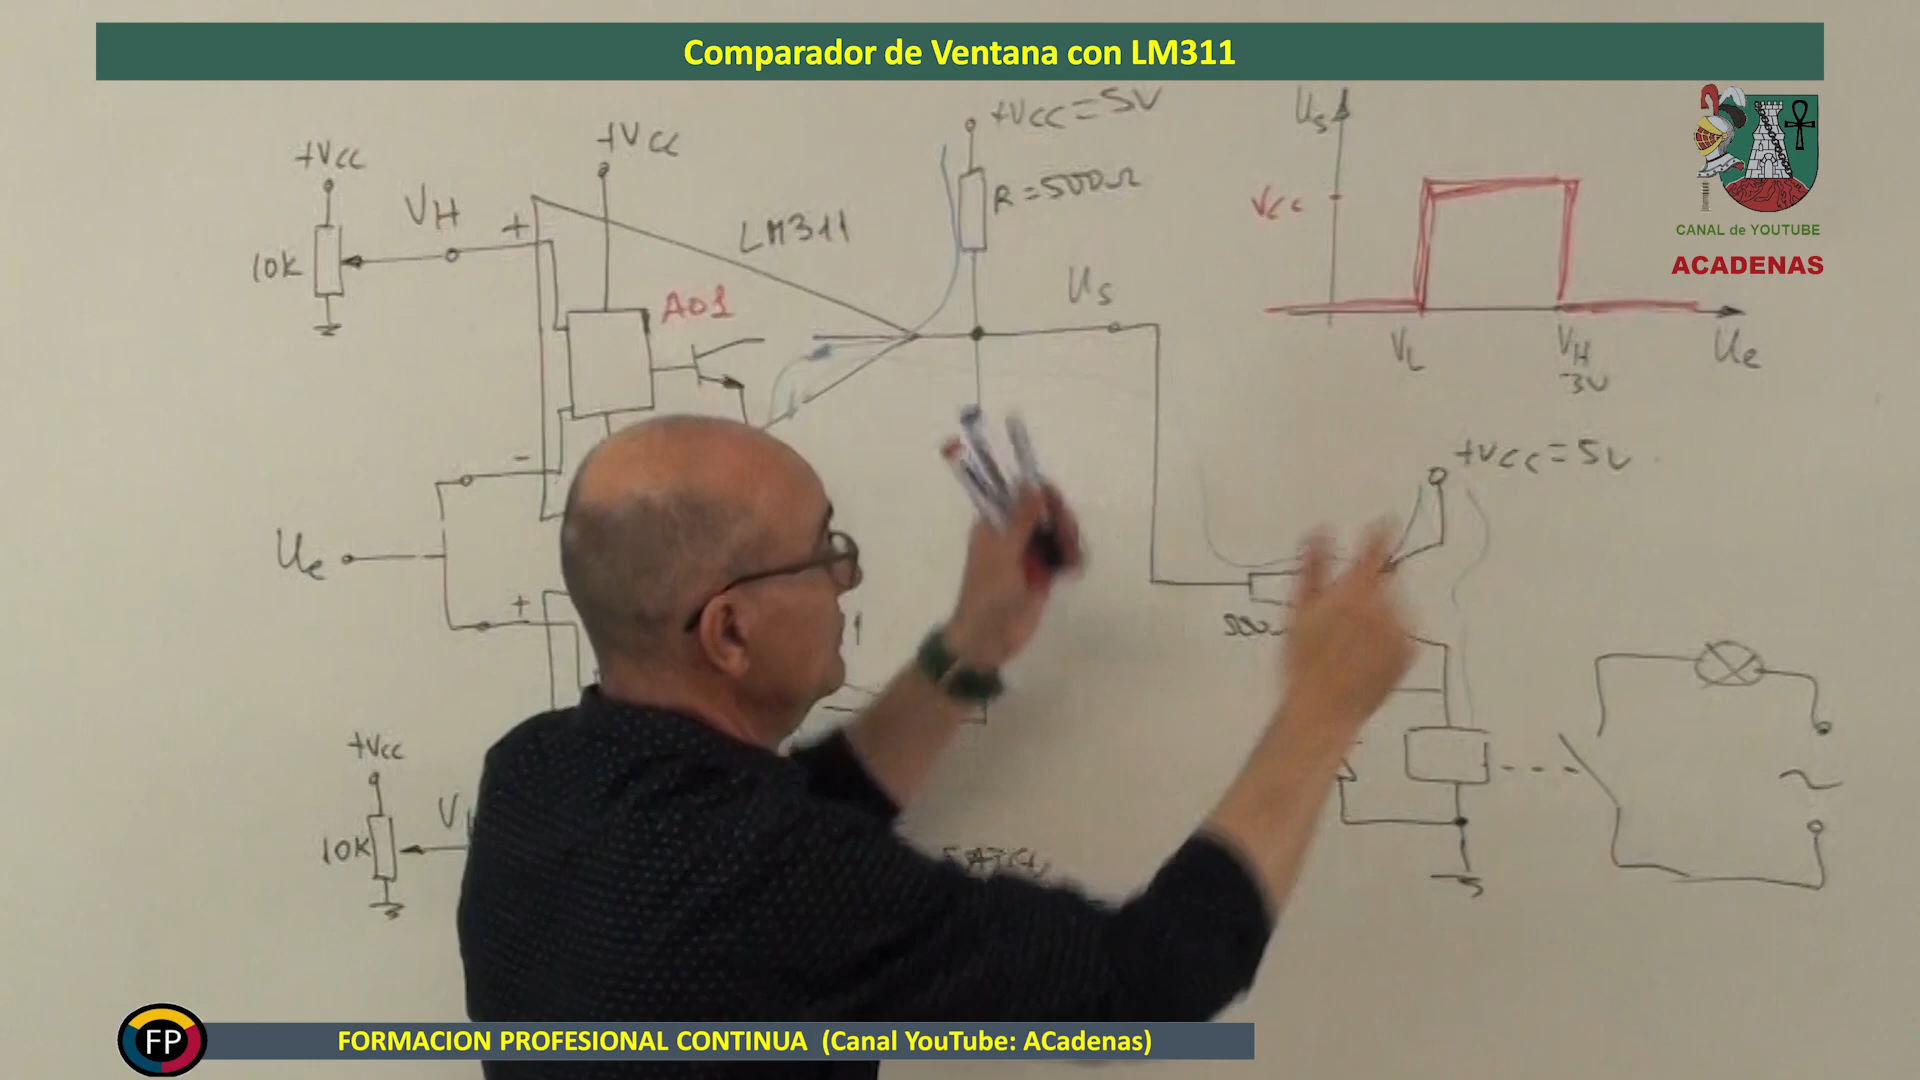 Comparador de Ventana con LM311
+Vcc
10K
VH
+
+Vcc
LM311
A01
-
+Vcc = 5V
R = 500Ω
Us
Us
Vcc
VL
VH
3V
Ue
CANAL de YOUTUBE
ACADENAS
Ue
+
+Vcc = 5V
+Vcc
10K
FP
FORMACION PROFESIONAL CONTINUA (Canal YouTube: ACadenas)